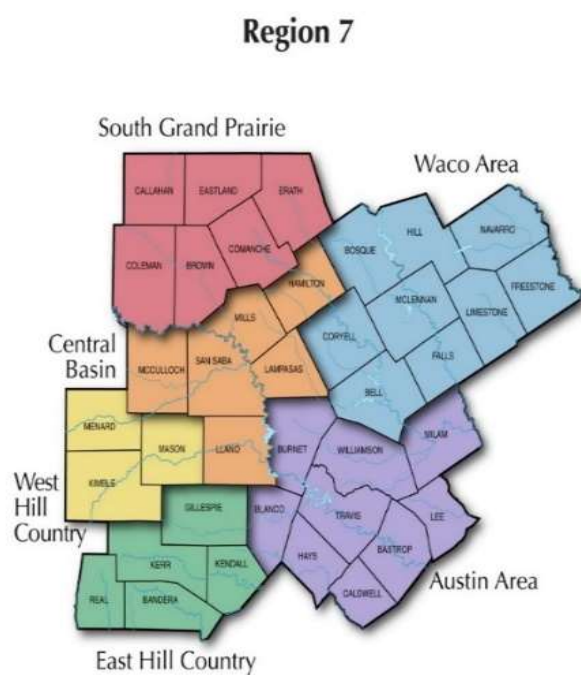 Region 7
South Grand Prairie
Waco Area
CALLAHAN
EASTLAND
ERATH
COLEMAN
BROWN
COMANCHE
BOSQUE
HILL
NAVARRO
FREESTONE
HAMILTON
MCLENNAN
LIMESTONE
MILLS
CORYELL
FALLS
Central
Basin
MCCULLOCH
SAN SABA
LAMPASAS
BELL
MENARD
MASON
LLANO
BURNET
WILLIAMSON
MILAM
KIMBLE
West
Hill
Country
GILLESPIE
BLANCO
TRAVIS
LEE
HAYS
BASTROP
KERR
KENDALL
Austin Area
REAL
BANDERA
CALDWELL
East Hill Country